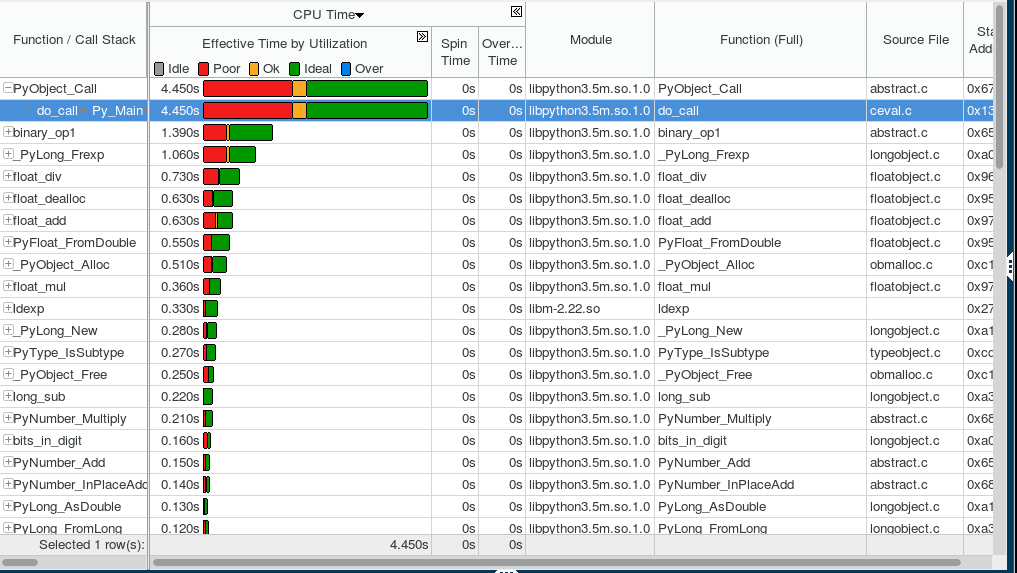 CPU Time
Function / Call Stack Effective Time by Utilization Spin Time Over... Time Module Function (Full) Source File
Idle Poor Ok Ideal Over
PyObject_Call 4.450s 0s 0s libpython3.5m.so.1.0 PyObject_Call abstract.c 0x67
do_call Py_Main 4.450s 0s 0s libpython3.5m.so.1.0 do_call ceval.c 0x13
binary_op1 1.390s 0s 0s libpython3.5m.so.1.0 binary_op1 abstract.c 0x65
_PyLong_Frexp 1.060s 0s 0s libpython3.5m.so.1.0 _PyLong_Frexp longobject.c 0xa0
float_div 0.730s 0s 0s libpython3.5m.so.1.0 float_div floatobject.c 0x96
float_dealloc 0.630s 0s 0s libpython3.5m.so.1.0 float_dealloc floatobject.c 0x95
float_add 0.630s 0s 0s libpython3.5m.so.1.0 float_add floatobject.c 0x97
PyFloat_FromDouble 0.550s 0s 0s libpython3.5m.so.1.0 PyFloat_FromDouble floatobject.c 0x95
_PyObject_Alloc 0.510s 0s 0s libpython3.5m.so.1.0 _PyObject_Alloc obmalloc.c 0xc1
float_mul 0.360s 0s 0s libpython3.5m.so.1.0 float_mul floatobject.c 0x97
ldexp 0.330s 0s 0s libm-2.22.so ldexp 0x27
_PyLong_New 0.280s 0s 0s libpython3.5m.so.1.0 _PyLong_New longobject.c 0xa1
PyType_IsSubtype 0.270s 0s 0s libpython3.5m.so.1.0 PyType_IsSubtype typeobject.c 0xcc
_PyObject_Free 0.250s 0s 0s libpython3.5m.so.1.0 _PyObject_Free obmalloc.c 0xc1
long_sub 0.220s 0s 0s libpython3.5m.so.1.0 long_sub longobject.c 0xa3
PyNumber_Multiply 0.210s 0s 0s libpython3.5m.so.1.0 PyNumber_Multiply abstract.c 0x68
bits_in_digit 0.160s 0s 0s libpython3.5m.so.1.0 bits_in_digit longobject.c 0xa0
PyNumber_Add 0.150s 0s 0s libpython3.5m.so.1.0 PyNumber_Add abstract.c 0x65
PyNumber_InPlaceAdd 0.140s 0s 0s libpython3.5m.so.1.0 PyNumber_InPlaceAdd abstract.c 0x68
PyLong_AsDouble 0.130s 0s 0s libpython3.5m.so.1.0 PyLong_AsDouble longobject.c 0xa1
PyLong_FromLong 0.120s 0s 0s libpython3.5m.so.1.0 PyLong_FromLong longobject.c 0xa3
Selected 1 row(s): 4.450s 0s 0s